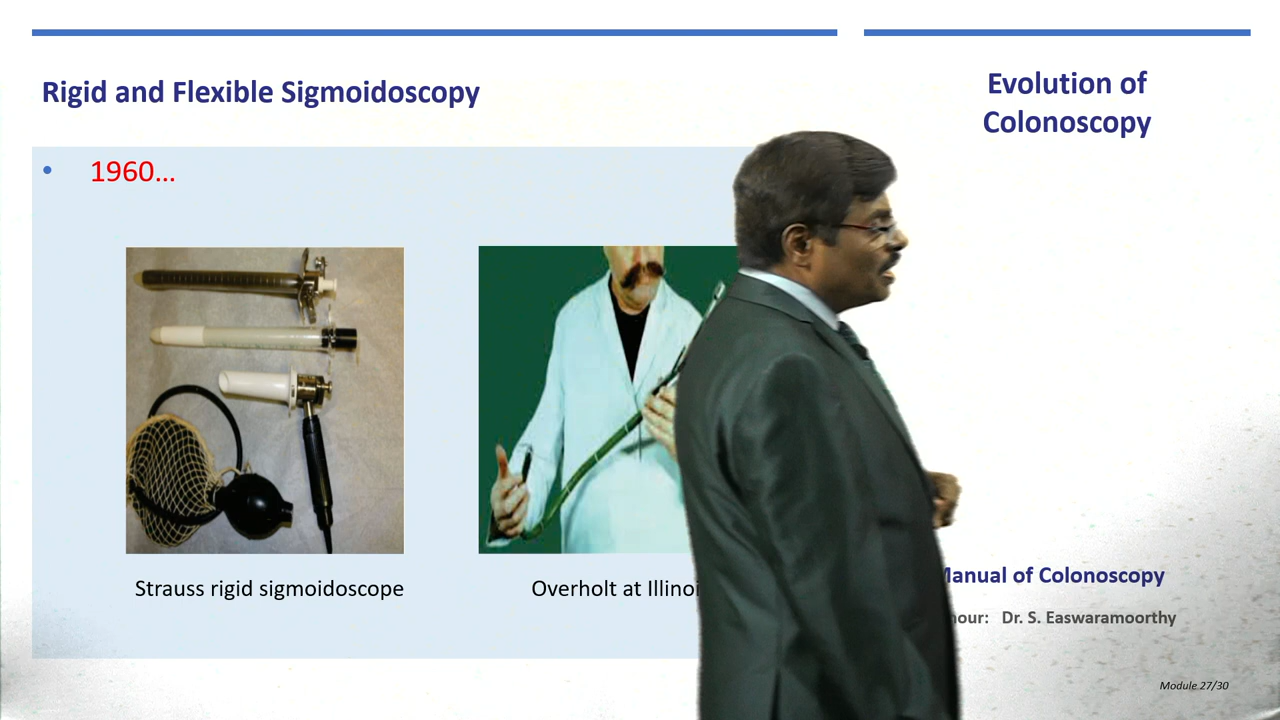 Rigid and Flexible Sigmoidoscopy
Evolution of
Colonoscopy
• 1960...
Strauss rigid sigmoidoscope
Overholt at
Manual of Colonoscopy
Dr. S. Easwaramoorthy
Module 27/30